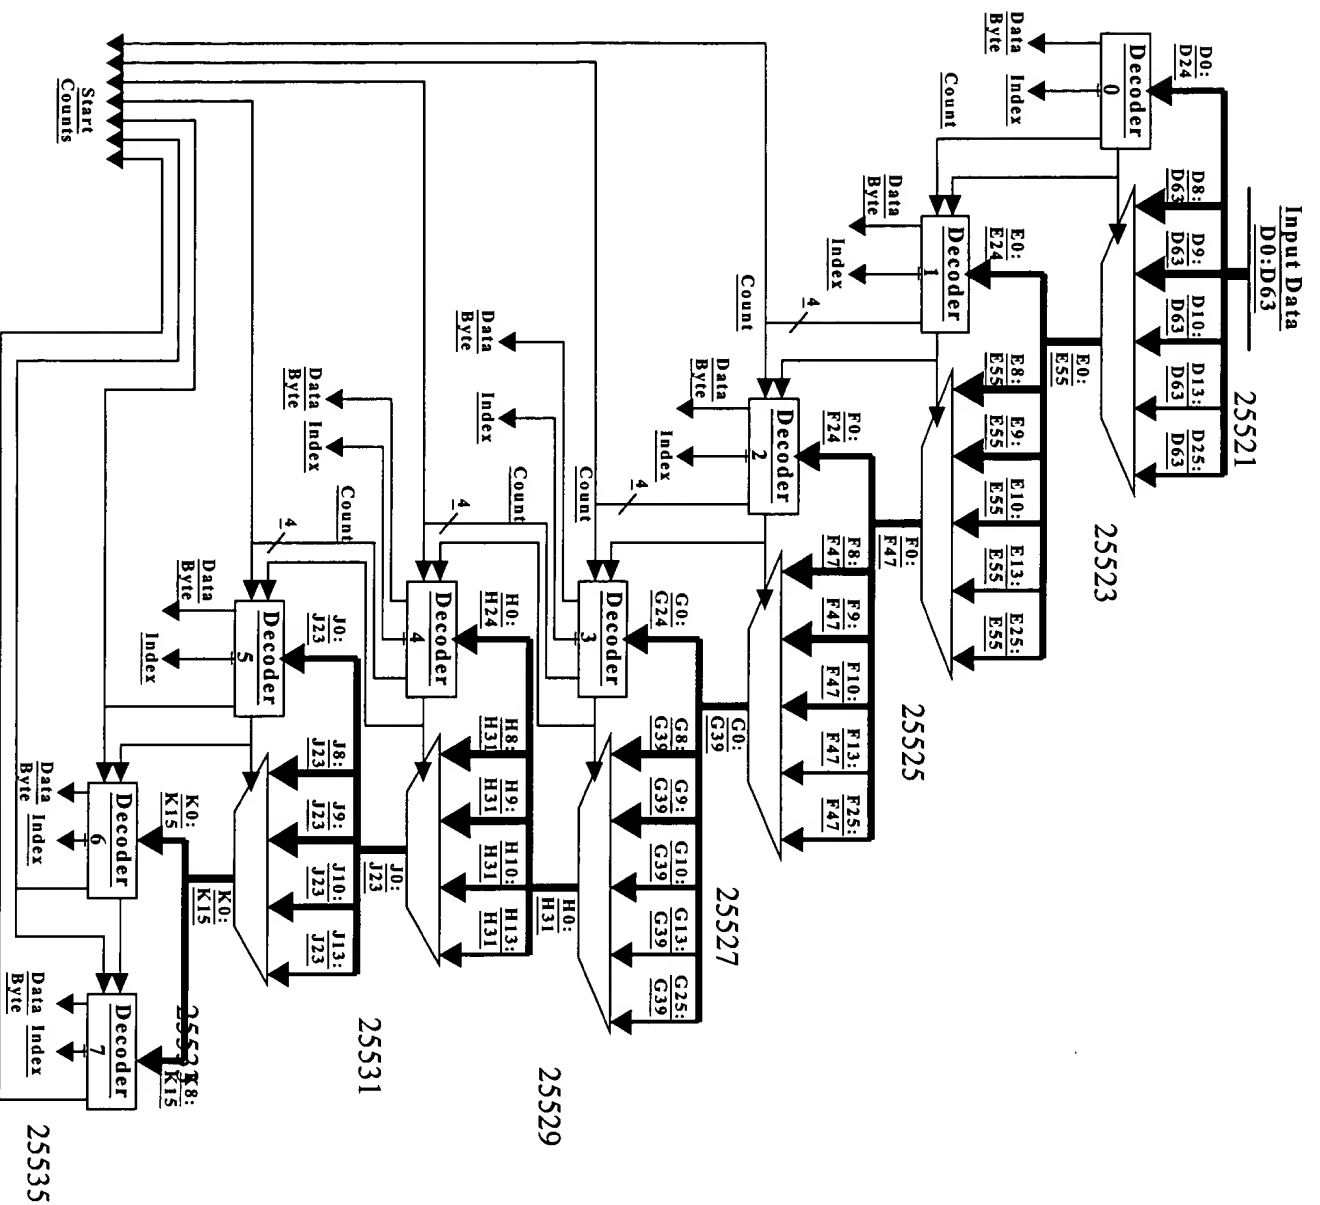 Input Data
D0:D63
25521
D0:
D24
D8:
D63
D9:
D63
D10:
D63
D13:
D63
D25:
D63
Decoder
0
Data
Byte
Index
Count
25523
E0:
E55
E0:
E24
E8:
E55
E9:
E55
E10:
E55
E13:
E55
E25:
E55
Decoder
1
Data
Byte
Index
4
Count
25525
F0:
F47
F0:
F24
F8:
F47
F9:
F47
F10:
F47
F13:
F47
F25:
F47
Decoder
2
Data
Byte
Index
4
Count
25527
G0:
G39
G0:
G24
G8:
G39
G9:
G39
G10:
G39
G13:
G39
G25:
G39
Decoder
3
Data
Byte
Index
4
Count
25529
H0:
H31
H0:
H24
H8:
H31
H9:
H31
H10:
H31
H13:
H31
Decoder
4
Data
Byte
Index
4
Count
25531
J0:
J23
J0:
J23
J8:
J23
J9:
J23
J10:
J23
J13:
J23
Decoder
5
Data
Byte
Index
K0:
K15
K0:
K15
K8:
K15
Decoder
6
Data
Byte
Index
25535
Decoder
7
Data
Byte
Index
Start
Counts